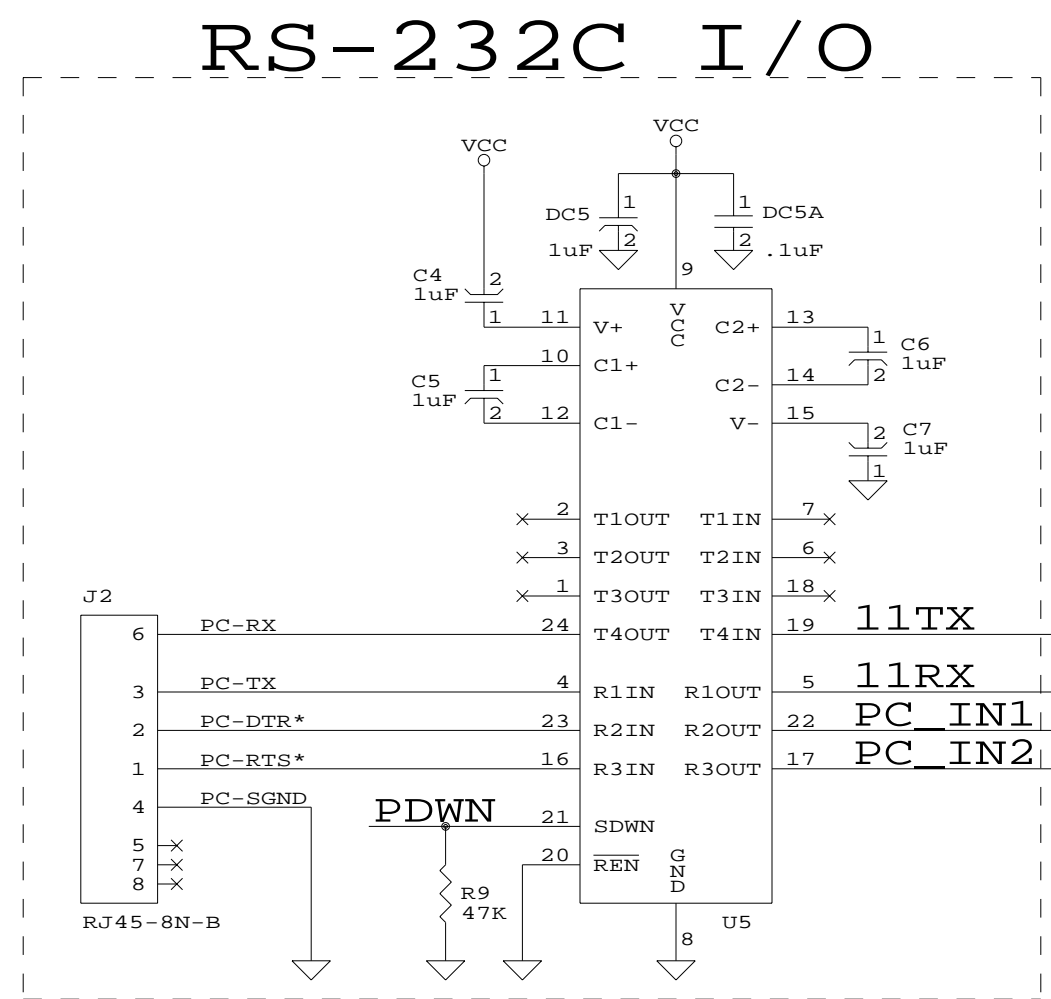 RS-232C I/O
VCC
VCC
1
1
DC5
DC5A
1uF
2
2
.1uF
9
C4
1uF
2
1
11
V+
VCC
C2+
13
10
C1+
1
C6
1uF
C5
1uF
1
C2-
14
2
2
12
C1-
V-
15
2
C7
1uF
1
2
T1OUT
T1IN
7
3
T2OUT
T2IN
6
1
T3OUT
T3IN
18
J2
6
PC-RX
24
T4OUT
T4IN
19
11TX
3
PC-TX
4
R1IN
R1OUT
5
11RX
2
PC-DTR*
23
R2IN
R2OUT
22
PC_IN1
1
PC-RTS*
16
R3IN
R3OUT
17
PC_IN2
4
PC-SGND
PDWN
21
SDWN
5
7
8
20
REN
GND
R9
47K
RJ45-8N-B
U5
8